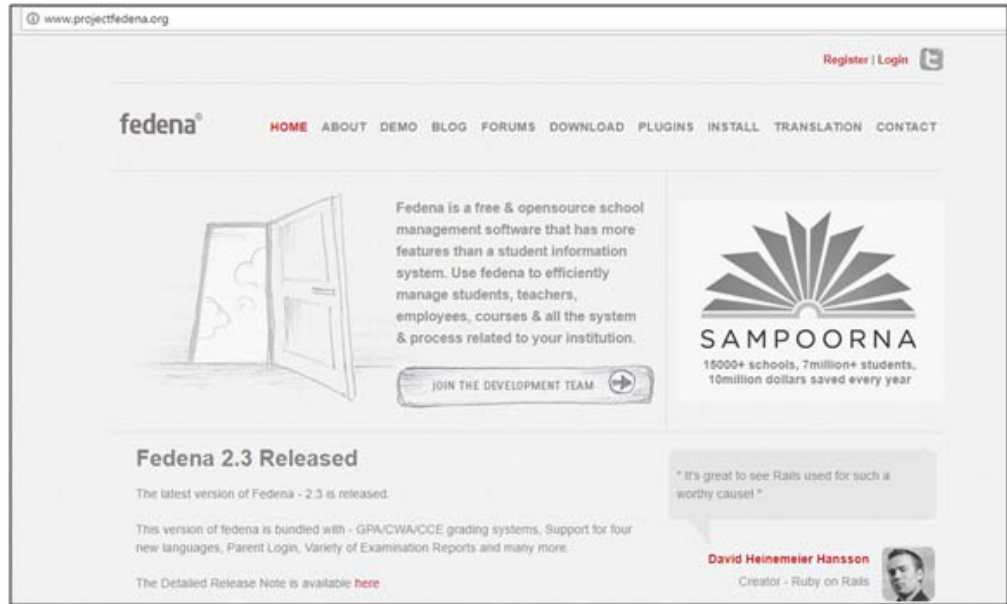 www.projectfedena.org
Register | Login
fedena®
HOME ABOUT DEMO BLOG FORUMS DOWNLOAD PLUGINS INSTALL TRANSLATION CONTACT
Fedena is a free & opensource school
management software that has more
features than a student information
system. Use fedena to efficiently
manage students, teachers,
employees, courses & all the system
& process related to your institution.
JOIN THE DEVELOPMENT TEAM
SAMPOORNA
15000+ schools, 7million+ students,
10million dollars saved every year
Fedena 2.3 Released
The latest version of Fedena - 2.3 is released.
This version of fedena is bundled with - GPA/CWA/CCE grading systems, Support for four
new languages, Parent Login, Variety of Examination Reports and many more.
The Detailed Release Note is available here
" It's great to see Rails used for such a
worthy cause! "
David Heinemeier Hansson
Creator - Ruby on Rails